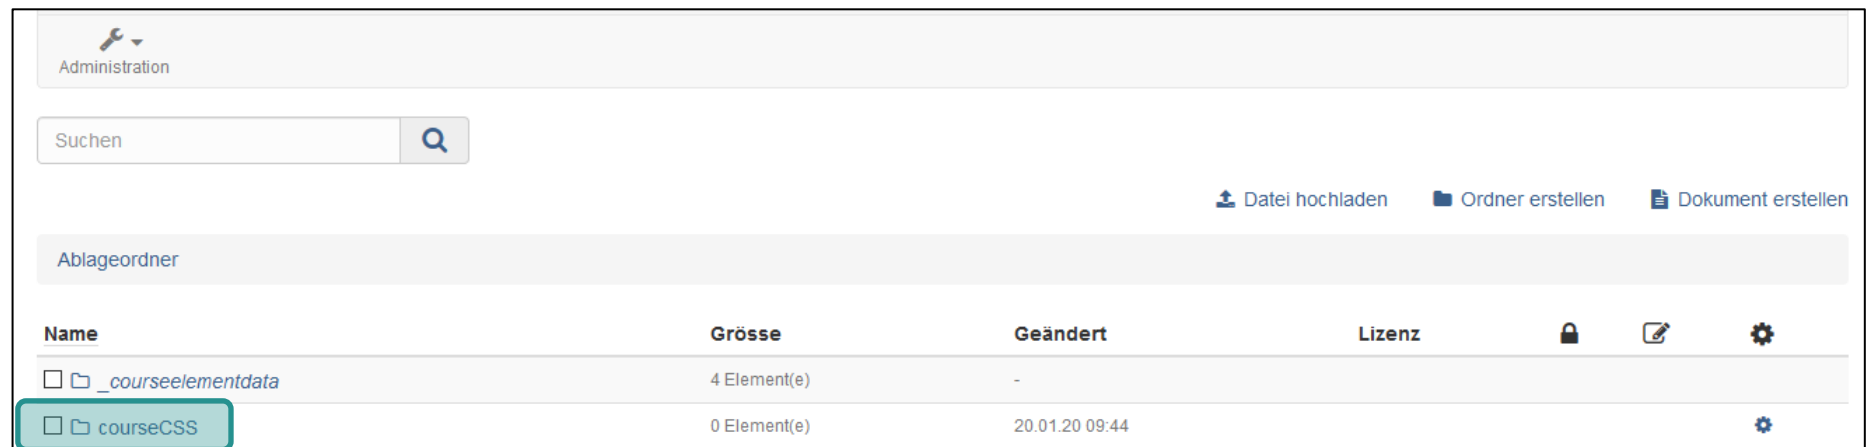 Administration
Suchen
Datei hochladen Ordner erstellen Dokument erstellen
Ablageordner
Name Grösse Geändert Lizenz
_courseelementdata 4 Element(e) -
courseCSS 0 Element(e) 20.01.20 09:44